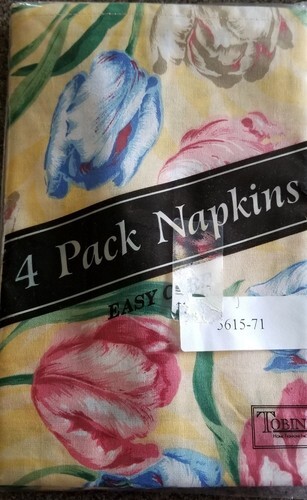 4 Pack Napkins
EASY C
5615-71
TOBIN